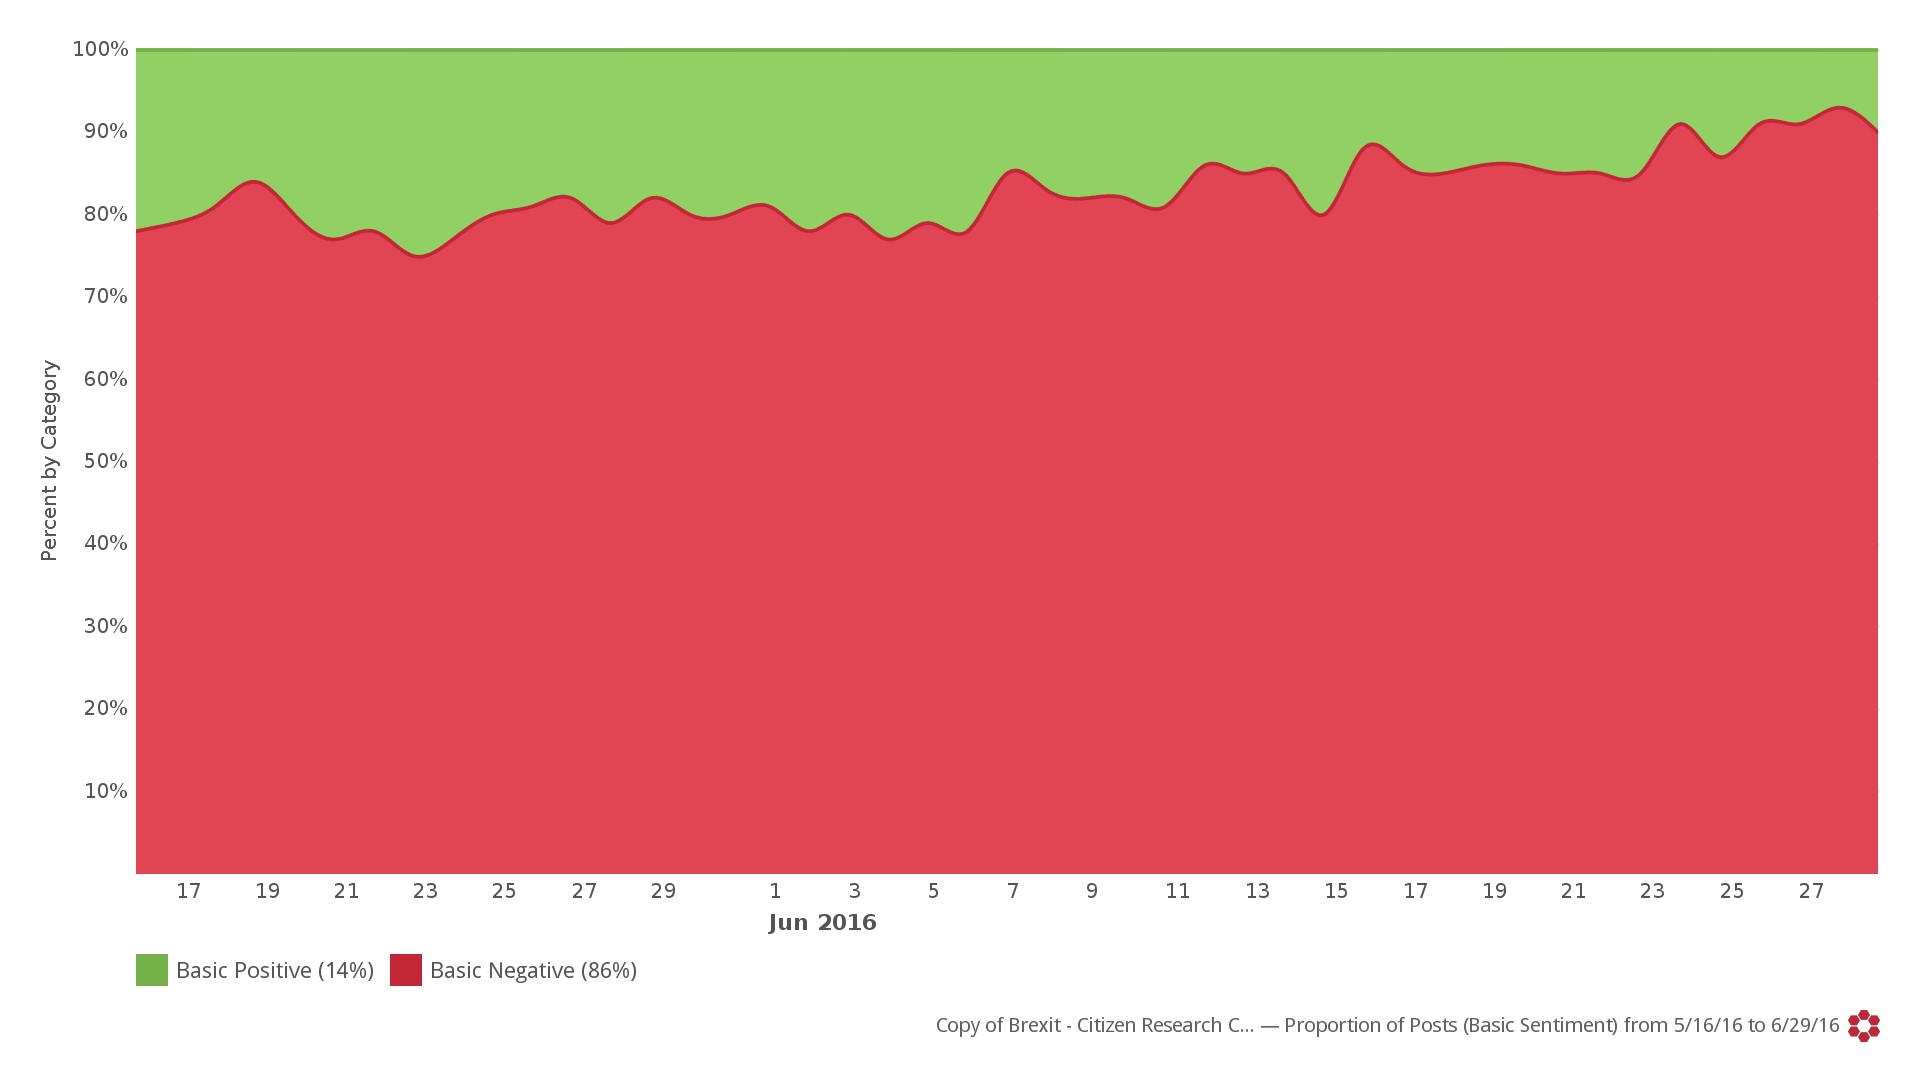 100%
90%
80%
70%
60%
50%
40%
30%
20%
10%
Percent by Category
17 19 21 23 25 27 29 1 3 5 7 9 11 13 15 17 19 21 23 25 27
Jun 2016
Basic Positive (14%) Basic Negative (86%)
Copy of Brexit - Citizen Research C... — Proportion of Posts (Basic Sentiment) from 5/16/16 to 6/29/16